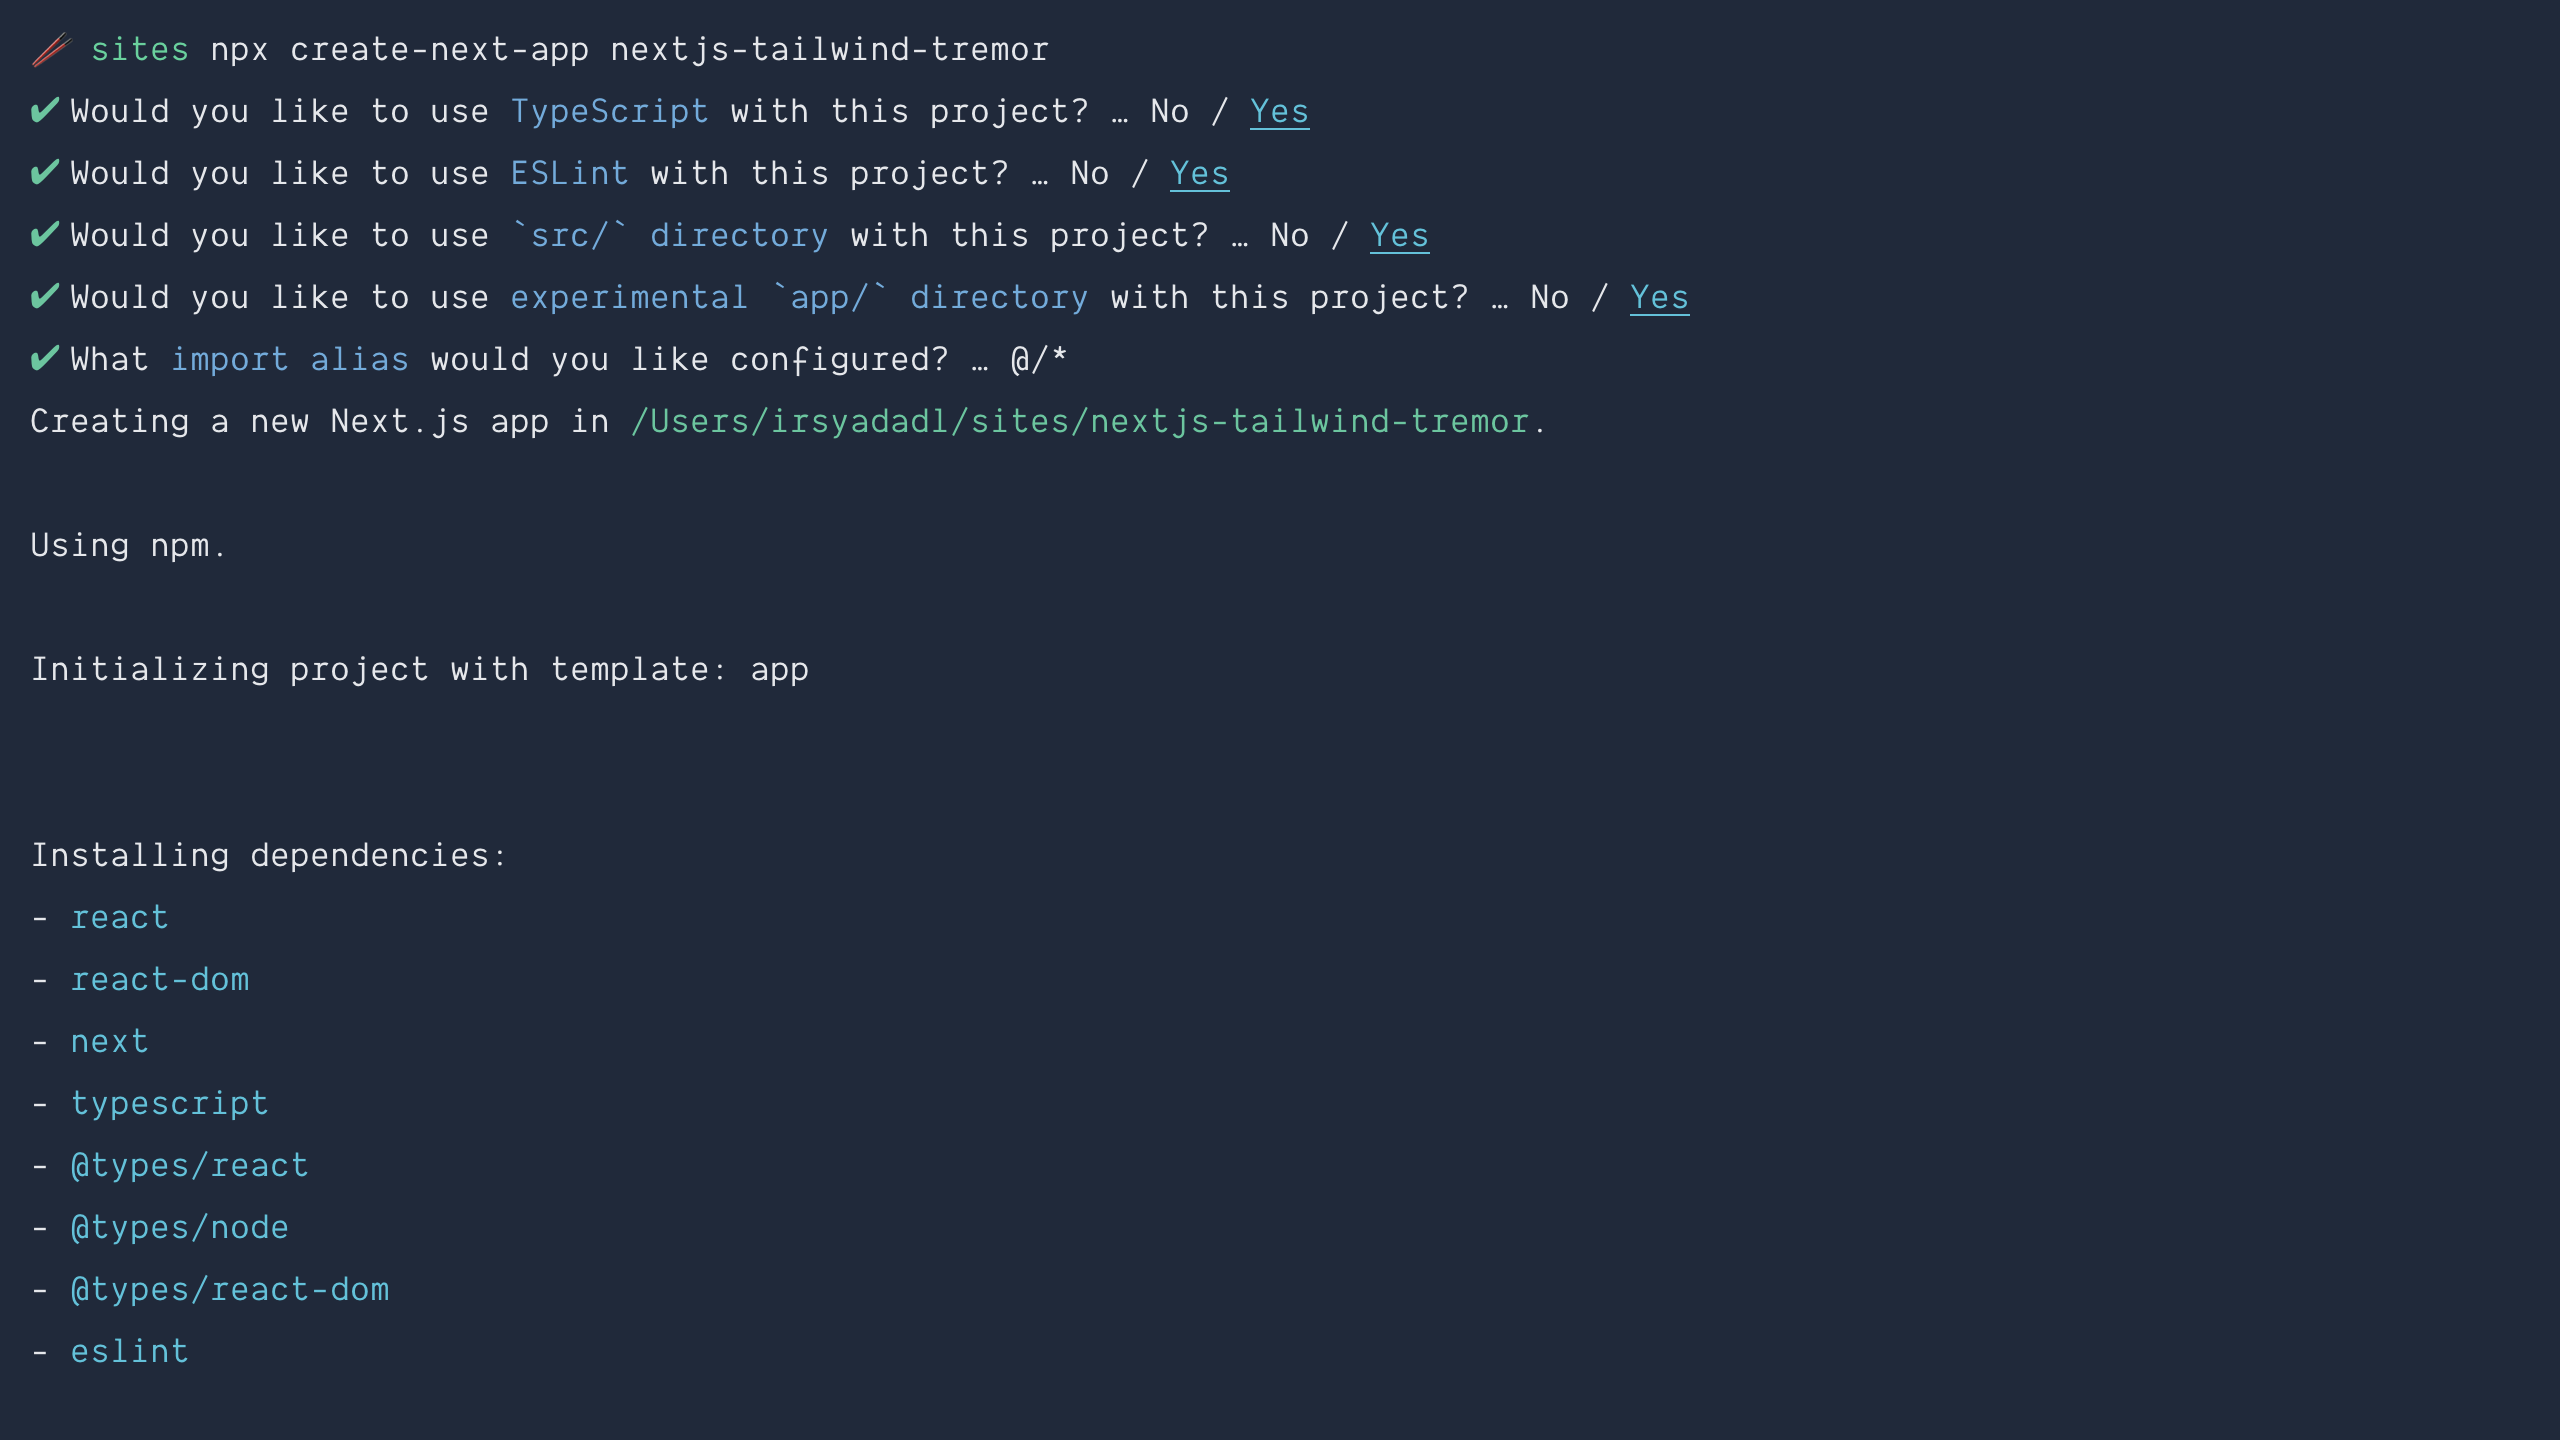 sites npx create-next-app nextjs-tailwind-tremor
✔ Would you like to use TypeScript with this project? … No / Yes
✔ Would you like to use ESLint with this project? … No / Yes
✔ Would you like to use `src/` directory with this project? … No / Yes
✔ Would you like to use experimental `app/` directory with this project? … No / Yes
✔ What import alias would you like configured? … @/*
Creating a new Next.js app in /Users/irsyadadl/sites/nextjs-tailwind-tremor.
Using npm.
Initializing project with template: app
Installing dependencies:
- react
- react-dom
- next
- typescript
- @types/react
- @types/node
- @types/react-dom
- eslint